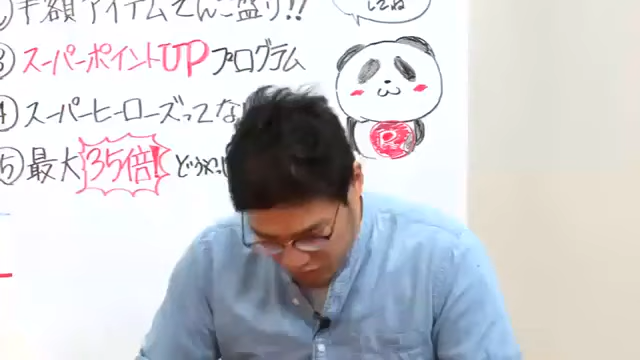 半額アイテムてんこ盛り!!
してね
③ スーパーポイントUPプログラム
④ スーパーヒーローズってな
R
⑤ 最大35倍! どうや